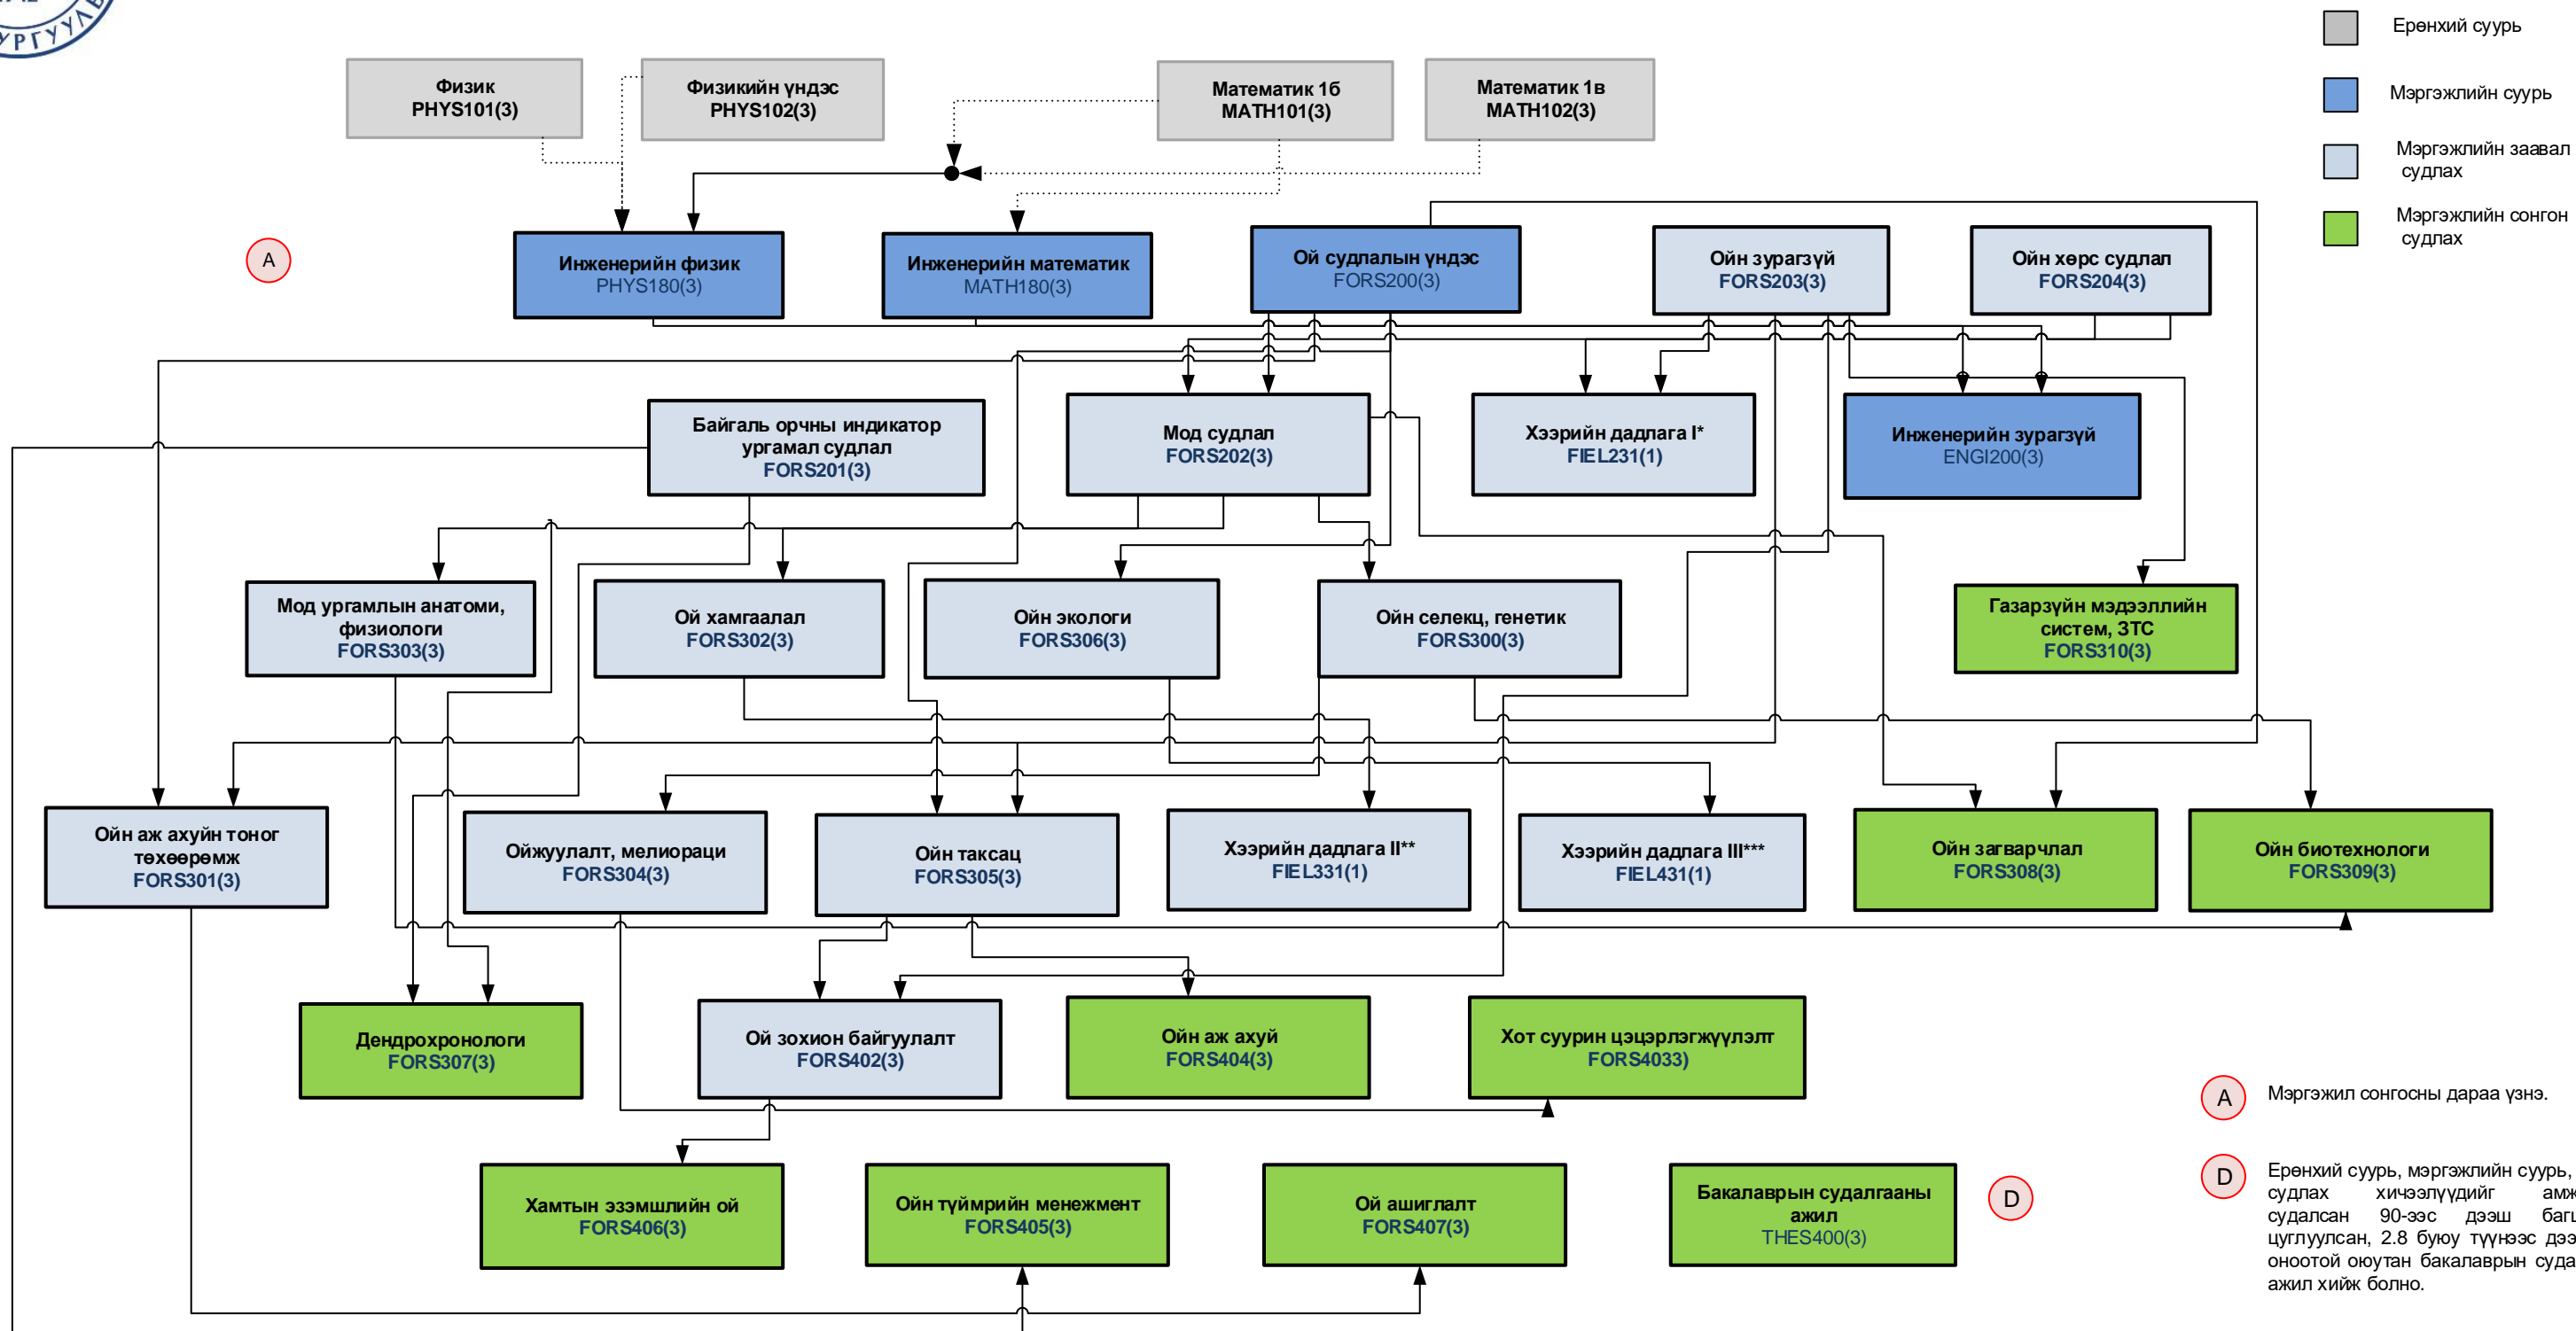 Ерөнхий суурь
Мэргэжлийн суурь
Мэргэжлийн заавал
судлах
Мэргэжлийн сонгон
судлах
Физик
PHYS101(3)
Физикийн үндэс
PHYS102(3)
Математик 1б
MATH101(3)
Математик 1в
MATH102(3)
A
Инженерийн физик
PHYS180(3)
Инженерийн математик
MATH180(3)
Ой судлалын үндэс
FORS200(3)
Ойн зурагзүй
FORS203(3)
Ойн хөрс судлал
FORS204(3)
Байгаль орчны индикатор
ургамал судлал
FORS201(3)
Мод судлал
FORS202(3)
Хээрийн дадлага I*
FIEL231(1)
Инженерийн зурагзүй
ENGI200(3)
Мод ургамлын анатоми,
физиологи
FORS303(3)
Ой хамгаалал
FORS302(3)
Ойн экологи
FORS306(3)
Ойн селекц, генетик
FORS300(3)
Газарзүйн мэдээллийн
систем, ЗТС
FORS310(3)
Ойн аж ахуйн тоног
төхөөрөмж
FORS301(3)
Ойжуулалт, мелиораци
FORS304(3)
Ойн таксац
FORS305(3)
Хээрийн дадлага II**
FIEL331(1)
Хээрийн дадлага III***
FIEL431(1)
Ойн загварчлал
FORS308(3)
Ойн биотехнологи
FORS309(3)
Дендрохронологи
FORS307(3)
Ой зохион байгуулалт
FORS402(3)
Ойн аж ахуй
FORS404(3)
Хот суурин цэцэрлэгжүүлэлт
FORS4033)
A
Мэргэжил сонгосны дараа үзнэ.
Хамтын эзэмшлийн ой
FORS406(3)
Ойн түймрийн менежмент
FORS405(3)
Ой ашиглалт
FORS407(3)
Бакалаврын судалгааны
ажил
THES400(3)
D
D
Ерөнхий суурь, мэргэжлийн суурь,
судлах хичээлүүдийг амж
судалсан 90-ээс дээш багц
цуглуулсан, 2.8 буюу түүнээс дээ
оноотой оюутан бакалаврын суда
ажил хийж болно.